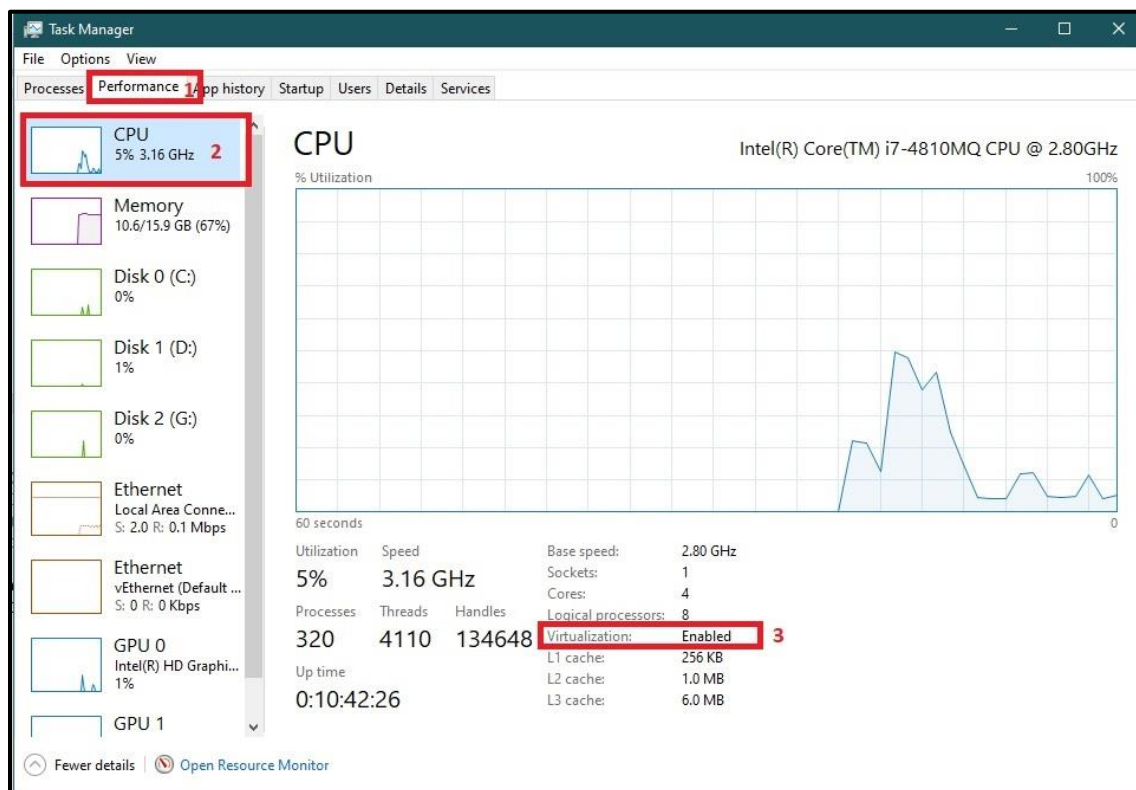 Task Manager
File Options View
Processes Performance 1 App history Startup Users Details Services
CPU
5% 3.16 GHz 2
Memory
10.6/15.9 GB (67%)
Disk 0 (C:)
0%
Disk 1 (D:)
1%
Disk 2 (G:)
0%
Ethernet
Local Area Conne...
S: 2.0 R: 0.1 Mbps
Ethernet
vEthernet (Default ...
S: 0 R: 0 Kbps
GPU 0
Intel(R) HD Graphi...
1%
GPU 1
CPU Intel(R) Core(TM) i7-4810MQ CPU @ 2.80GHz
% Utilization 100%
60 seconds 0
Utilization Speed
5% 3.16 GHz
Processes Threads Handles
320 4110 134648
Up time
0:10:42:26
Base speed: 2.80 GHz
Sockets: 1
Cores: 4
Logical processors: 8
Virtualization: Enabled 3
L1 cache: 256 KB
L2 cache: 1.0 MB
L3 cache: 6.0 MB
Fewer details Open Resource Monitor